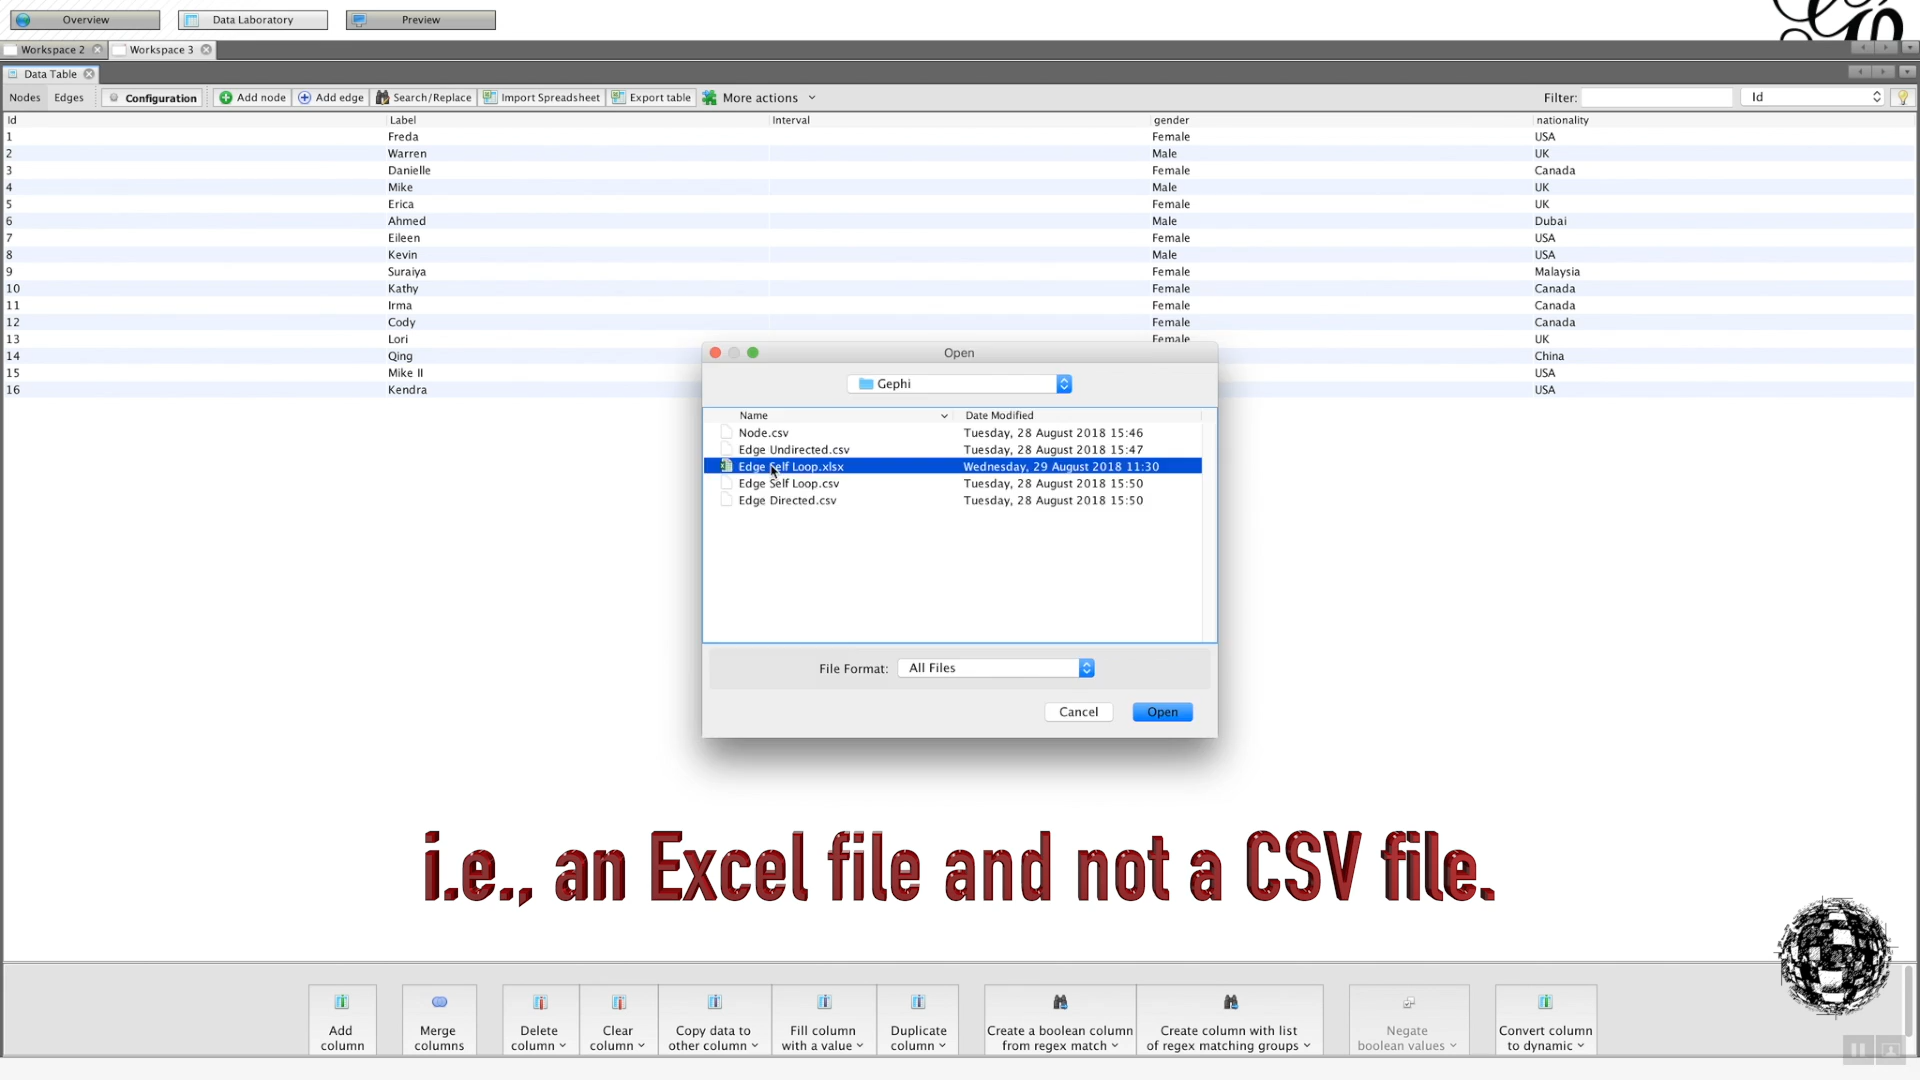 Overview Data Laboratory Preview
Workspace 2 Workspace 3
Data Table
Nodes Edges Configuration Add node Add edge Search/Replace Import Spreadsheet Export table More actions Filter: Id
Id Label Interval gender nationality
1 Freda Female USA
2 Warren Male UK
3 Danielle Female Canada
4 Mike Male UK
5 Erica Female UK
6 Ahmed Male Dubai
7 Eileen Female USA
8 Kevin Male USA
9 Suraiya Female Malaysia
10 Kathy Female Canada
11 Irma Female Canada
12 Cody Female Canada
13 Lori Female UK
14 Qing China
15 Mike II USA
16 Kendra USA
Open
Gephi
Name Date Modified
Node.csv Tuesday, 28 August 2018 15:46
Edge Undirected.csv Tuesday, 28 August 2018 15:47
Edge Self Loop.xlsx Wednesday, 29 August 2018 11:30
Edge Self Loop.csv Tuesday, 28 August 2018 15:50
Edge Directed.csv Tuesday, 28 August 2018 15:50
File Format: All Files
Cancel Open
i.e., an Excel file and not a CSV file.
Add column
Merge columns
Delete column
Clear column
Copy data to other column
Fill column with a value
Duplicate column
Create a boolean column from regex match
Create column with list of regex matching groups
Negate boolean values
Convert column to dynamic